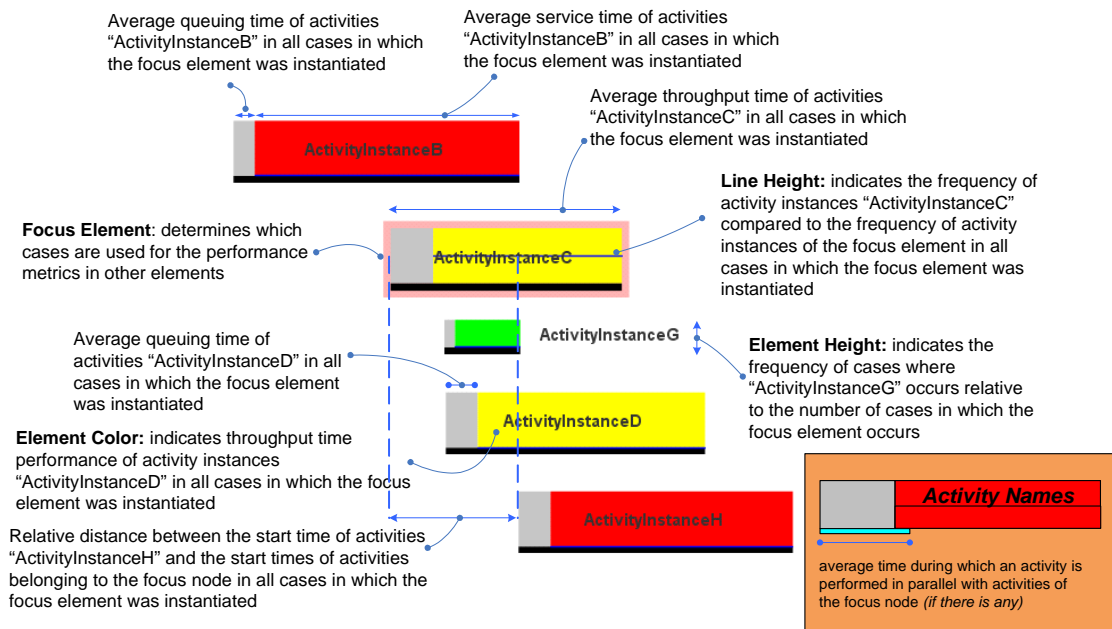 Average queuing time of activities
“ActivityInstanceB” in all cases in which
the focus element was instantiated
Average service time of activities
“ActivityInstanceB” in all cases in which
the focus element was instantiated
Average throughput time of activities
“ActivityInstanceC” in all cases in which
the focus element was instantiated
ActivityInstanceB
Line Height: indicates the frequency of
activity instances “ActivityInstanceC”
compared to the frequency of activity
instances of the focus element in all
cases in which the focus element was
instantiated
Focus Element: determines which
cases are used for the performance
metrics in other elements
ActivityInstanceC
ActivityInstanceG
Average queuing time of
activities “ActivityInstanceD” in all
cases in which the focus element
was instantiated
Element Height: indicates the
frequency of cases where
“ActivityInstanceG” occurs relative
to the number of cases in which the
focus element occurs
ActivityInstanceD
Element Color: indicates throughput time
performance of activity instances
“ActivityInstanceD” in all cases in which the focus
element was instantiated
ActivityInstanceH
Relative distance between the start time of activities
“ActivityInstanceH” and the start times of activities
belonging to the focus node in all cases in which the
focus element was instantiated
Activity Names
average time during which an activity is
performed in parallel with activities of
the focus node (if there is any)